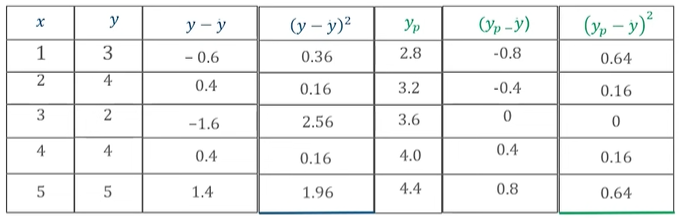 x y y − ẏ (y − ẏ)² yₚ (yₚ − ẏ) (yₚ − ẏ)²
1 3 − 0.6 0.36 2.8 -0.8 0.64
2 4 0.4 0.16 3.2 -0.4 0.16
3 2 −1.6 2.56 3.6 0 0
4 4 0.4 0.16 4.0 0.4 0.16
5 5 1.4 1.96 4.4 0.8 0.64